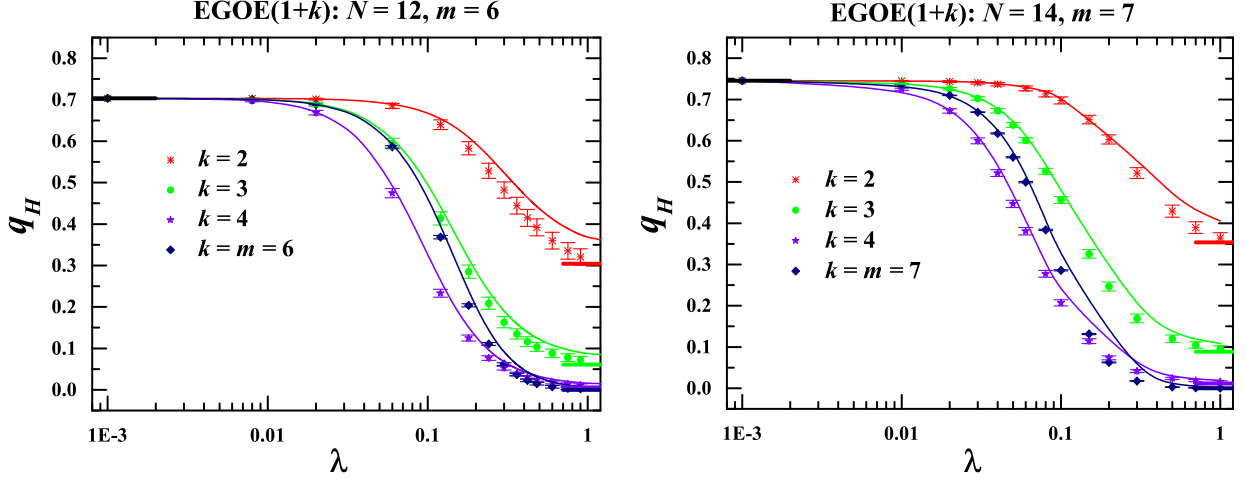 EGOE(1+k): N = 12, m = 6
0.8
0.7
0.6
0.5
0.4
0.3
0.2
0.1
0.0
q_H
k = 2
k = 3
k = 4
k = m = 6
1E-3
0.01
0.1
1
λ
EGOE(1+k): N = 14, m = 7
0.8
0.7
0.6
0.5
0.4
0.3
0.2
0.1
0.0
q_H
k = 2
k = 3
k = 4
k = m = 7
1E-3
0.01
0.1
1
λ